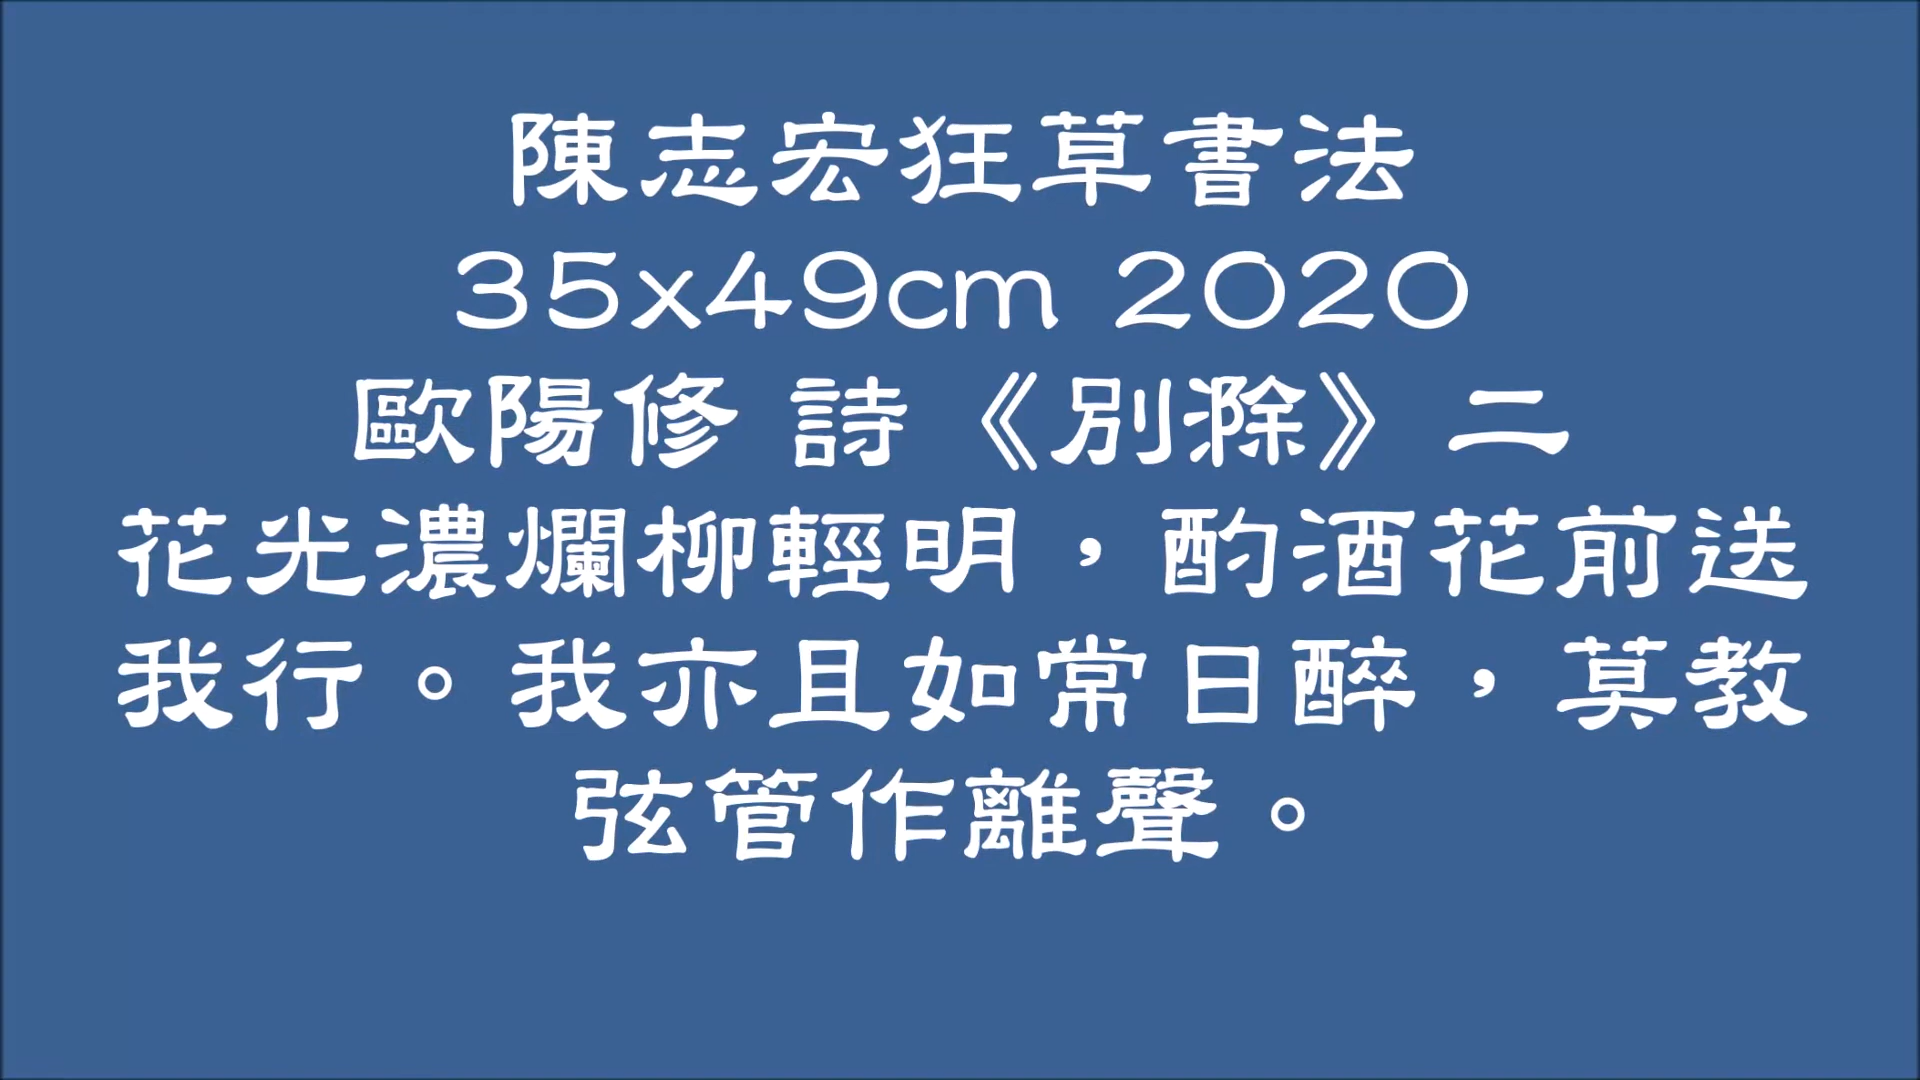 陳志宏狂草書法
35x49cm 2020
歐陽修 詩《別滁》二
花光濃爛柳輕明，酌酒花前送
我行。我亦且如常日醉，莫教
弦管作離聲。